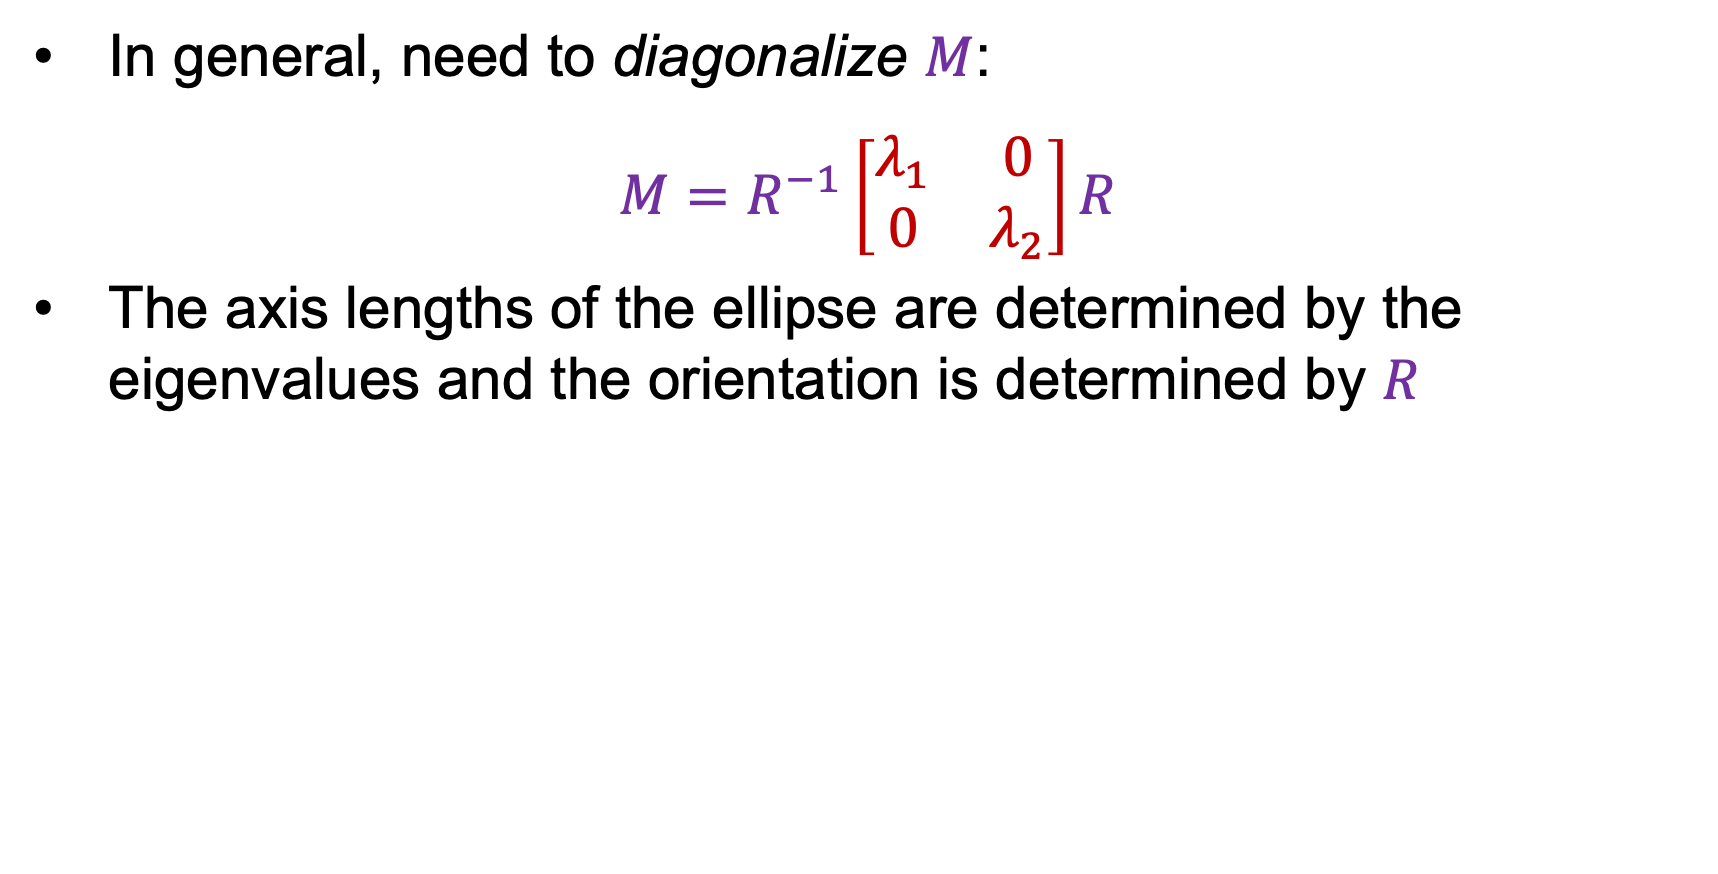 • In general, need to diagonalize M:
M = R⁻¹ [λ₁ 0
0 λ₂] R
• The axis lengths of the ellipse are determined by the
eigenvalues and the orientation is determined by R